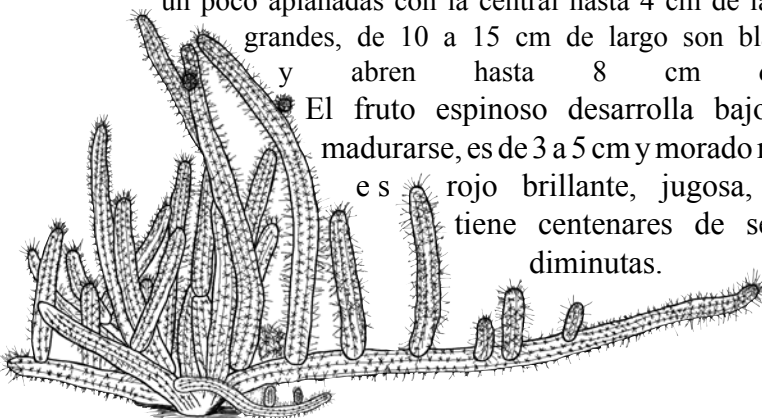 un poco aplanadas con la central hasta 4 cm de
grandes, de 10 a 15 cm de largo son
y abren hasta 8 cm
El fruto espinoso desarrolla bajo
madurarse, es de 3 a 5 cm y morado
es rojo brillante, jugosa,
tiene centenares de
diminutas.